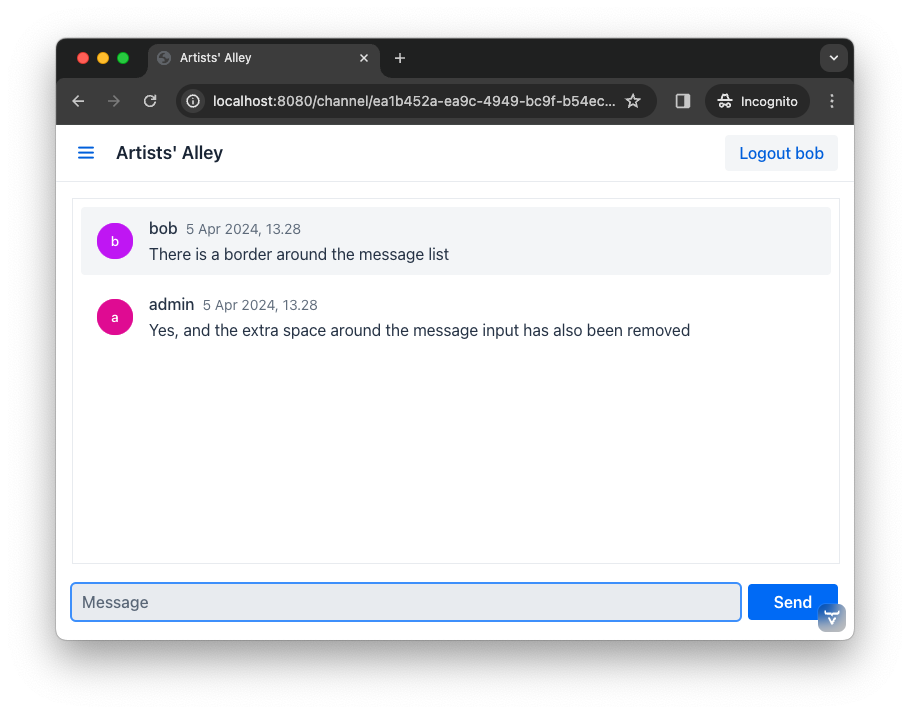 Artists' Alley
localhost:8080/channel/ea1b452a-ea9c-4949-bc9f-b54ec...
Incognito
Artists' Alley
Logout bob
b
bob 5 Apr 2024, 13.28
There is a border around the message list
a
admin 5 Apr 2024, 13.28
Yes, and the extra space around the message input has also been removed
Message
Send